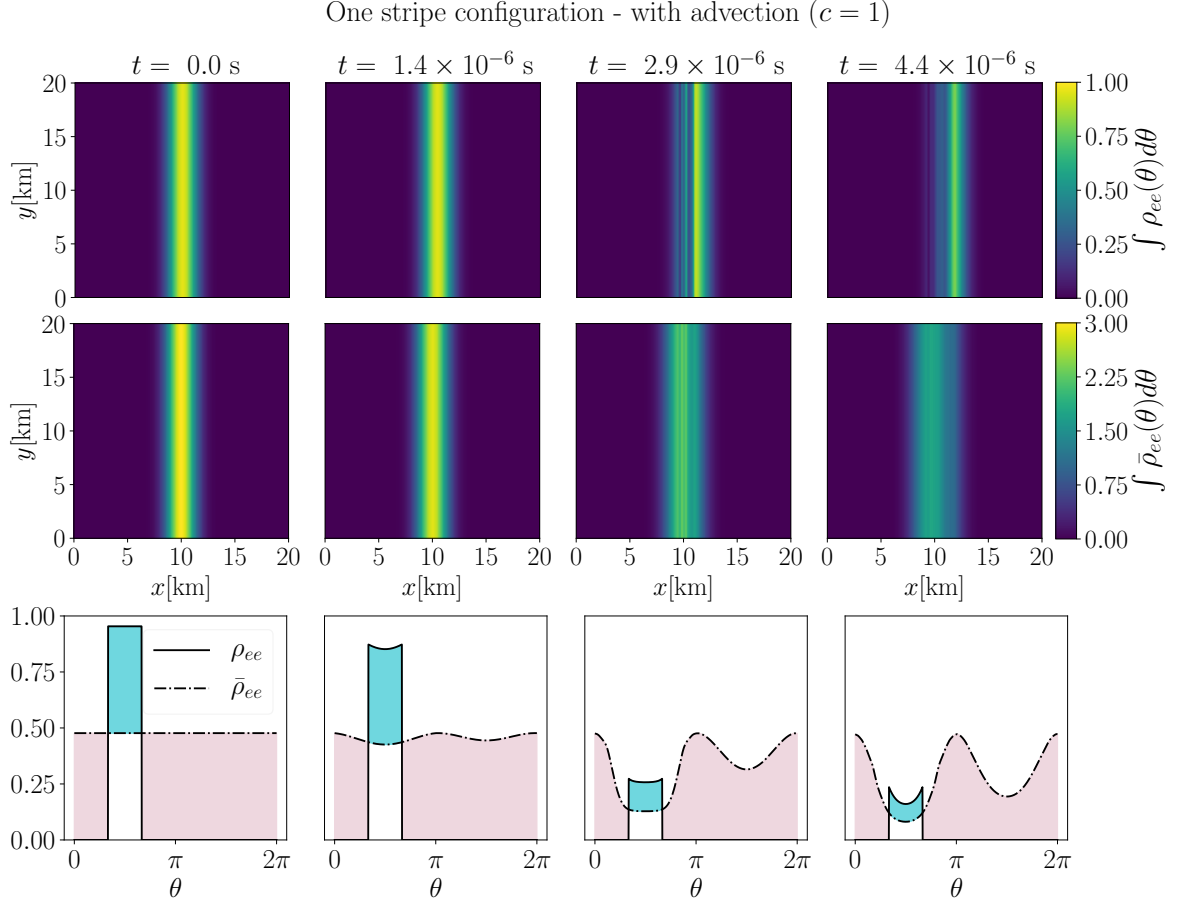 One stripe configuration - with advection (c = 1)
t = 0.0 s
t = 1.4 × 10⁻⁶ s
t = 2.9 × 10⁻⁶ s
t = 4.4 × 10⁻⁶ s
20
15
10
5
0
y[km]
1.00
0.75
0.50
0.25
0.00
∫ ρₑₑ(θ)dθ
20
15
10
5
0
y[km]
0 5 10 15 20
0 5 10 15 20
0 5 10 15 20
0 5 10 15 20
x[km]
x[km]
x[km]
x[km]
3.00
2.25
1.50
0.75
0.00
∫ ρ̄ₑₑ(θ)dθ
1.00
0.75
0.50
0.25
0.00
ρₑₑ
ρ̄ₑₑ
0 π 2π
0 π 2π
0 π 2π
0 π 2π
θ
θ
θ
θ